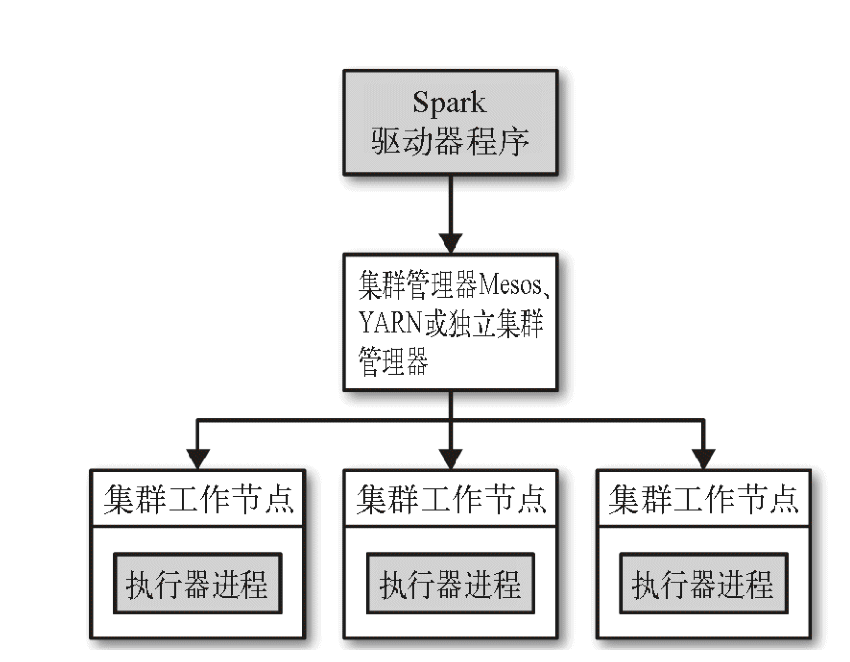 Spark
驱动器程序
集群管理器Mesos、
YARN或独立集群
管理器
集群工作节点
集群工作节点
集群工作节点
执行器进程
执行器进程
执行器进程